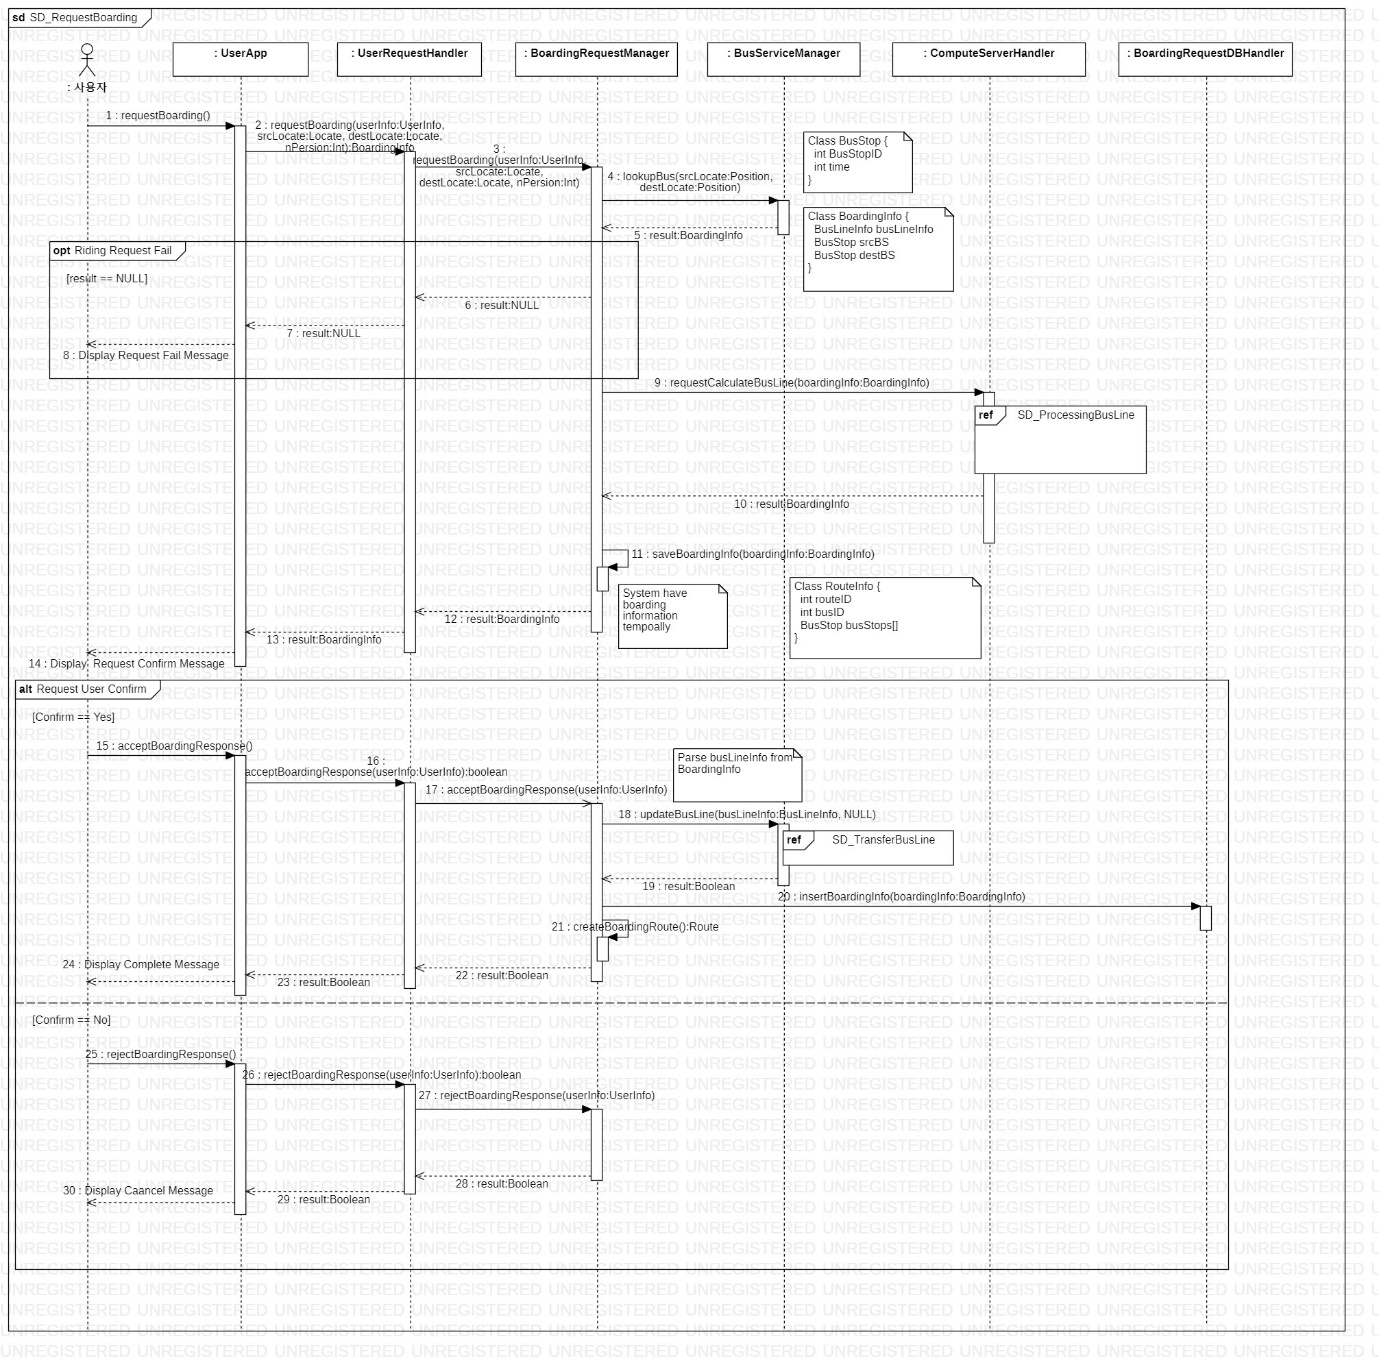 sd SD_RequestBoarding
: 사용자
: UserApp
: UserRequestHandler
: BoardingRequestManager
: BusServiceManager
: ComputeServerHandler
: BoardingRequestDBHandler
1 : requestBoarding()
2 : requestBoarding(userInfo:UserInfo,
srcLocate:Locate, destLocate:Locate,
nPersion:Int):BoardingInfo
3 :
requestBoarding(userInfo:UserInfo,
srcLocate:Locate,
destLocate:Locate, nPersion:Int)
4 : lookupBus(srcLocate:Position,
destLocate:Position)
Class BusStop {
int BusStopID
int time
}
5 : result:BoardingInfo
Class BoardingInfo {
BusLineInfo busLineInfo
BusStop srcBS
BusStop destBS
}
opt Riding Request Fail
[result == NULL]
6 : result:NULL
7 : result:NULL
8 : Display Request Fail Message
9 : requestCalculateBusLine(boardingInfo:BoardingInfo)
ref SD_ProcessingBusLine
10 : result:BoardingInfo
11 : saveBoardingInfo(boardingInfo:BoardingInfo)
System have
boarding
information
tempoally
Class RouteInfo {
int routeID
int busID
BusStop busStops[]
}
12 : result:BoardingInfo
13 : result:BoardingInfo
14 : Display  Request Confirm Message
alt Request User Confirm
[Confirm == Yes]
15 : acceptBoardingResponse()
16 :
acceptBoardingResponse(userInfo:UserInfo):boolean
17 : acceptBoardingResponse(userInfo:UserInfo)
Parse busLineInfo from
BoardingInfo
18 : updateBusLine(busLineInfo:BusLineInfo, NULL)
ref SD_TransferBusLine
19 : result:Boolean
20 : insertBoardingInfo(boardingInfo:BoardingInfo)
21 : createBoardingRoute():Route
22 : result:Boolean
23 : result:Boolean
24 : Display Complete Message
[Confirm == No]
25 : rejectBoardingResponse()
26 : rejectBoardingResponse(userInfo:UserInfo):boolean
27 : rejectBoardingResponse(userInfo:UserInfo)
28 : result:Boolean
29 : result:Boolean
30 : Display Caancel Message